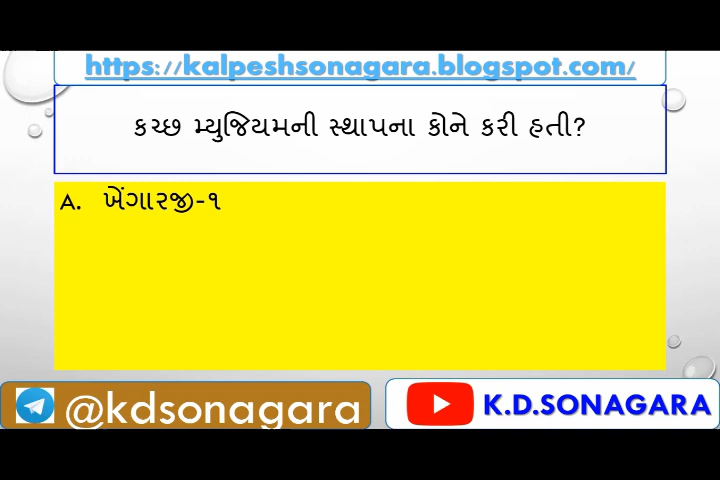 https://kalpeshsonagara.blogspot.com/
કચ્છ મ્યુજિયમની સ્થાપના કોને કરી હતી?
A. ખેંગારજી-૧
@kdsonagara
K.D.SONAGARA